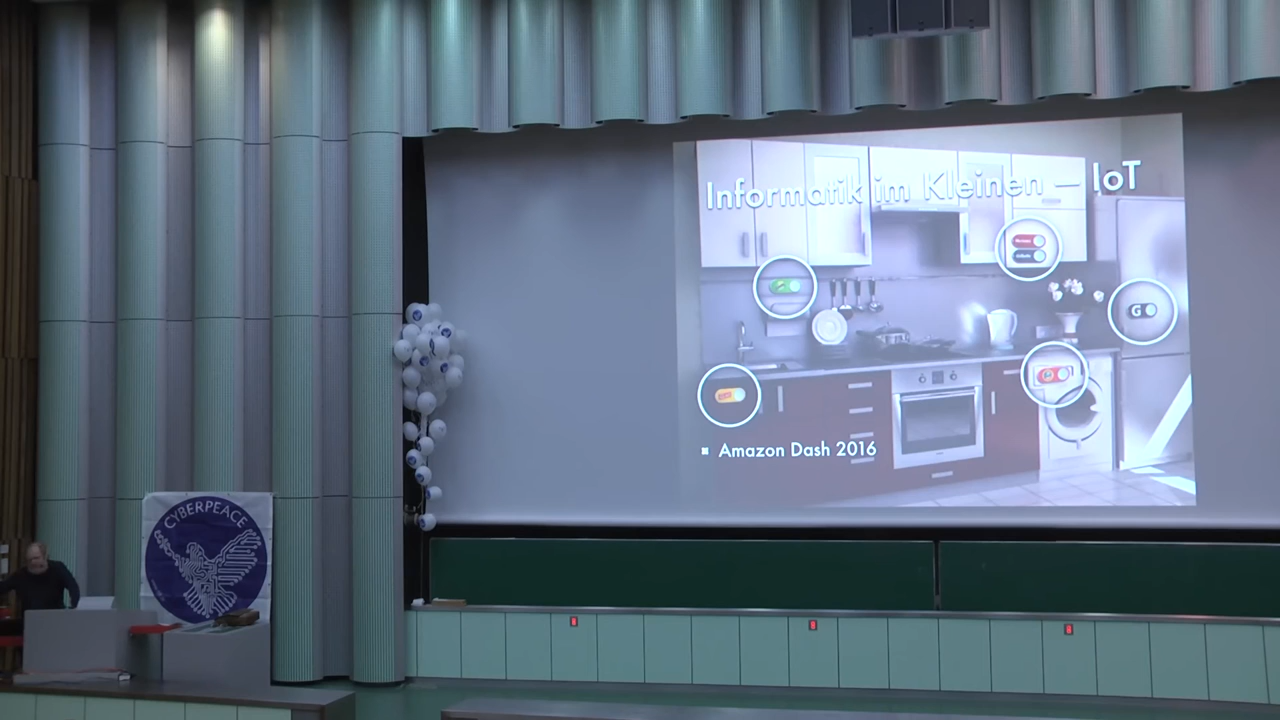 Informatik im Kleinen – IoT
G
Amazon Dash 2016
CYBERPEACE